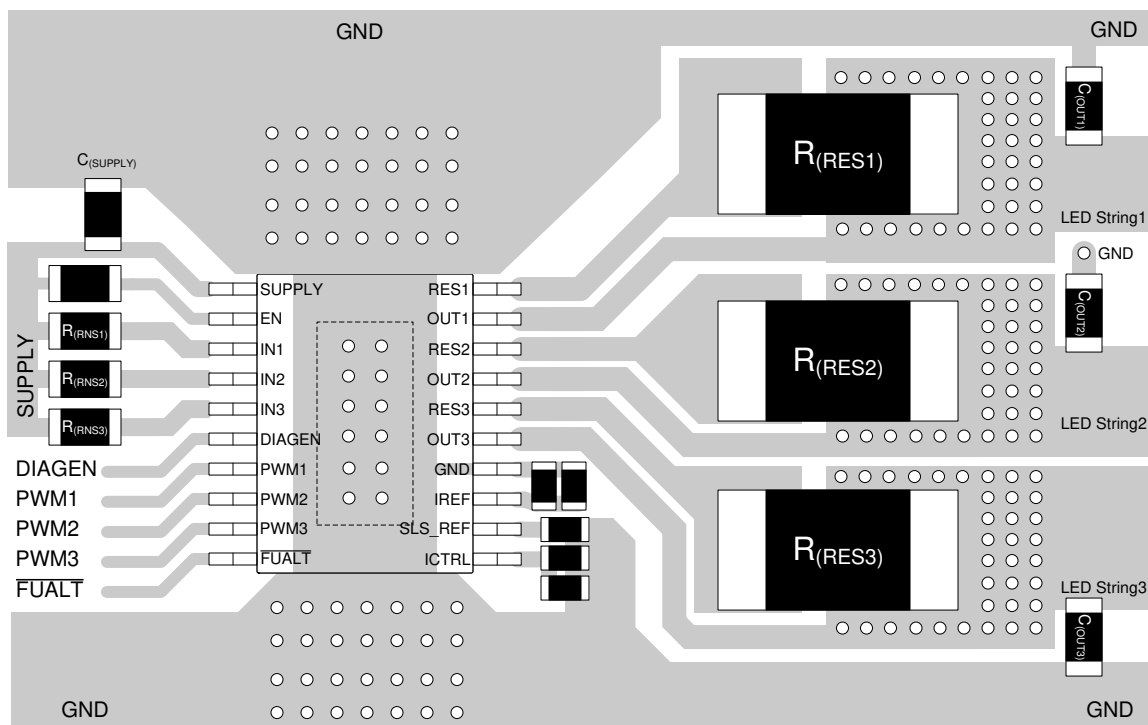 GND
GND
C(OUT1)
R(RES1)
C(SUPPLY)
LED String1
GND
SUPPLY
R(RNS1)
R(RNS2)
R(RNS3)
SUPPLY
EN
IN1
IN2
IN3
DIAGEN
PWM1
PWM2
PWM3
FUALT
RES1
OUT1
RES2
OUT2
RES3
OUT3
GND
IREF
SLS_REF
ICTRL
R(RES2)
C(OUT2)
LED String2
DIAGEN
PWM1
PWM2
PWM3
FUALT
R(RES3)
LED String3
C(OUT3)
GND
GND